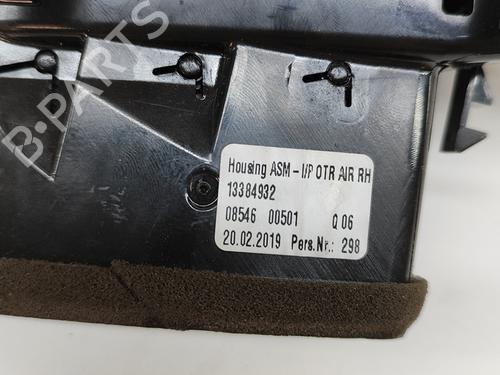 B-PARTS
Housing ASM - I/P OTR AIR RH
13384932
08546 00501 Q 06
20.02.2019 Pers.Nr.: 298